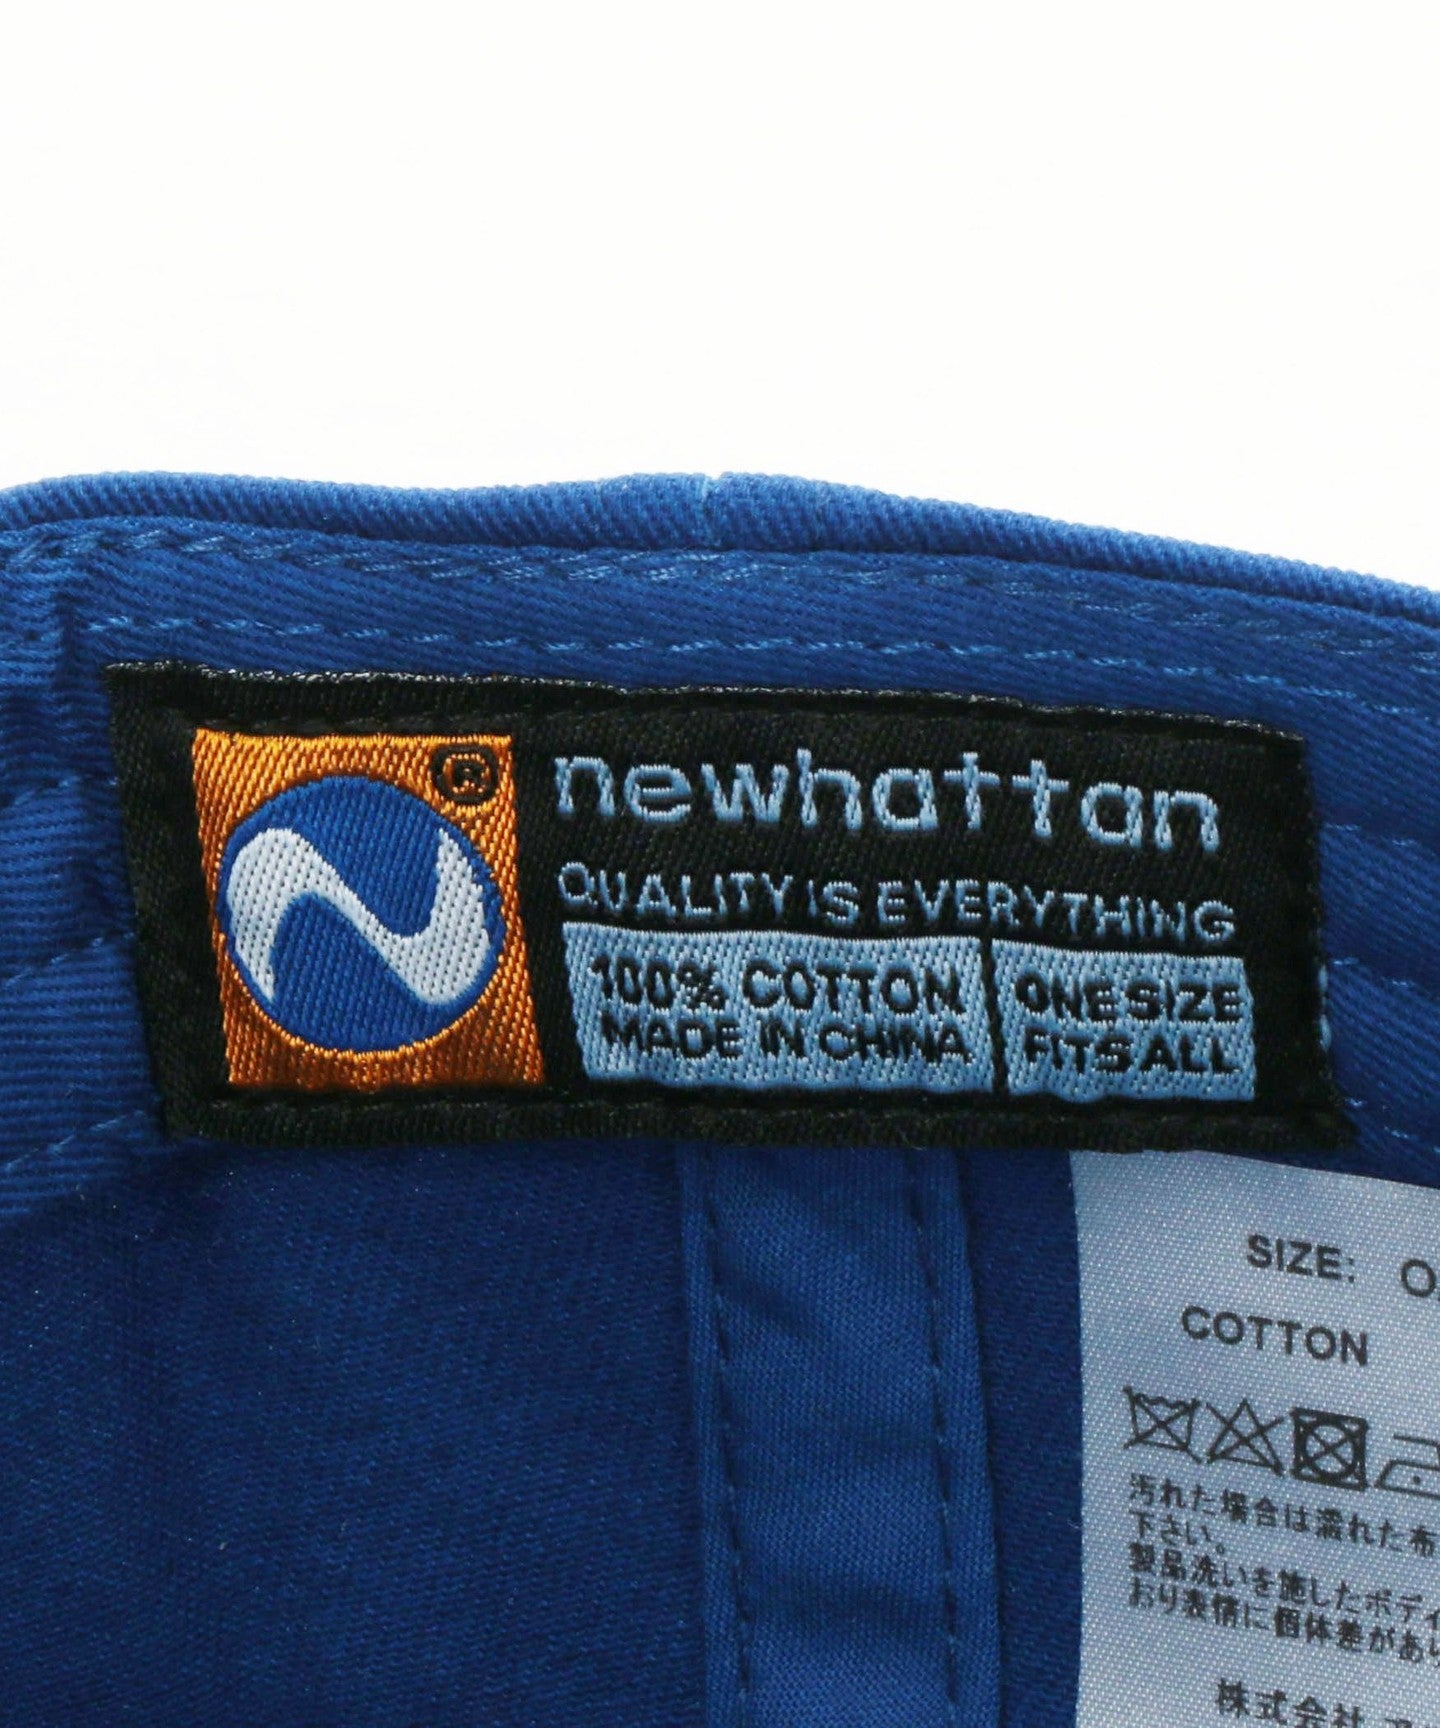 ®
newhattan
QUALITY IS EVERYTHING
100% COTTON
MADE IN CHINA
ONE SIZE
FITS ALL
SIZE:
COTTON
汚れた場合は濡れた布
下さい。
製品洗いを施したボディ
おり表情に個体差があり
株式会社